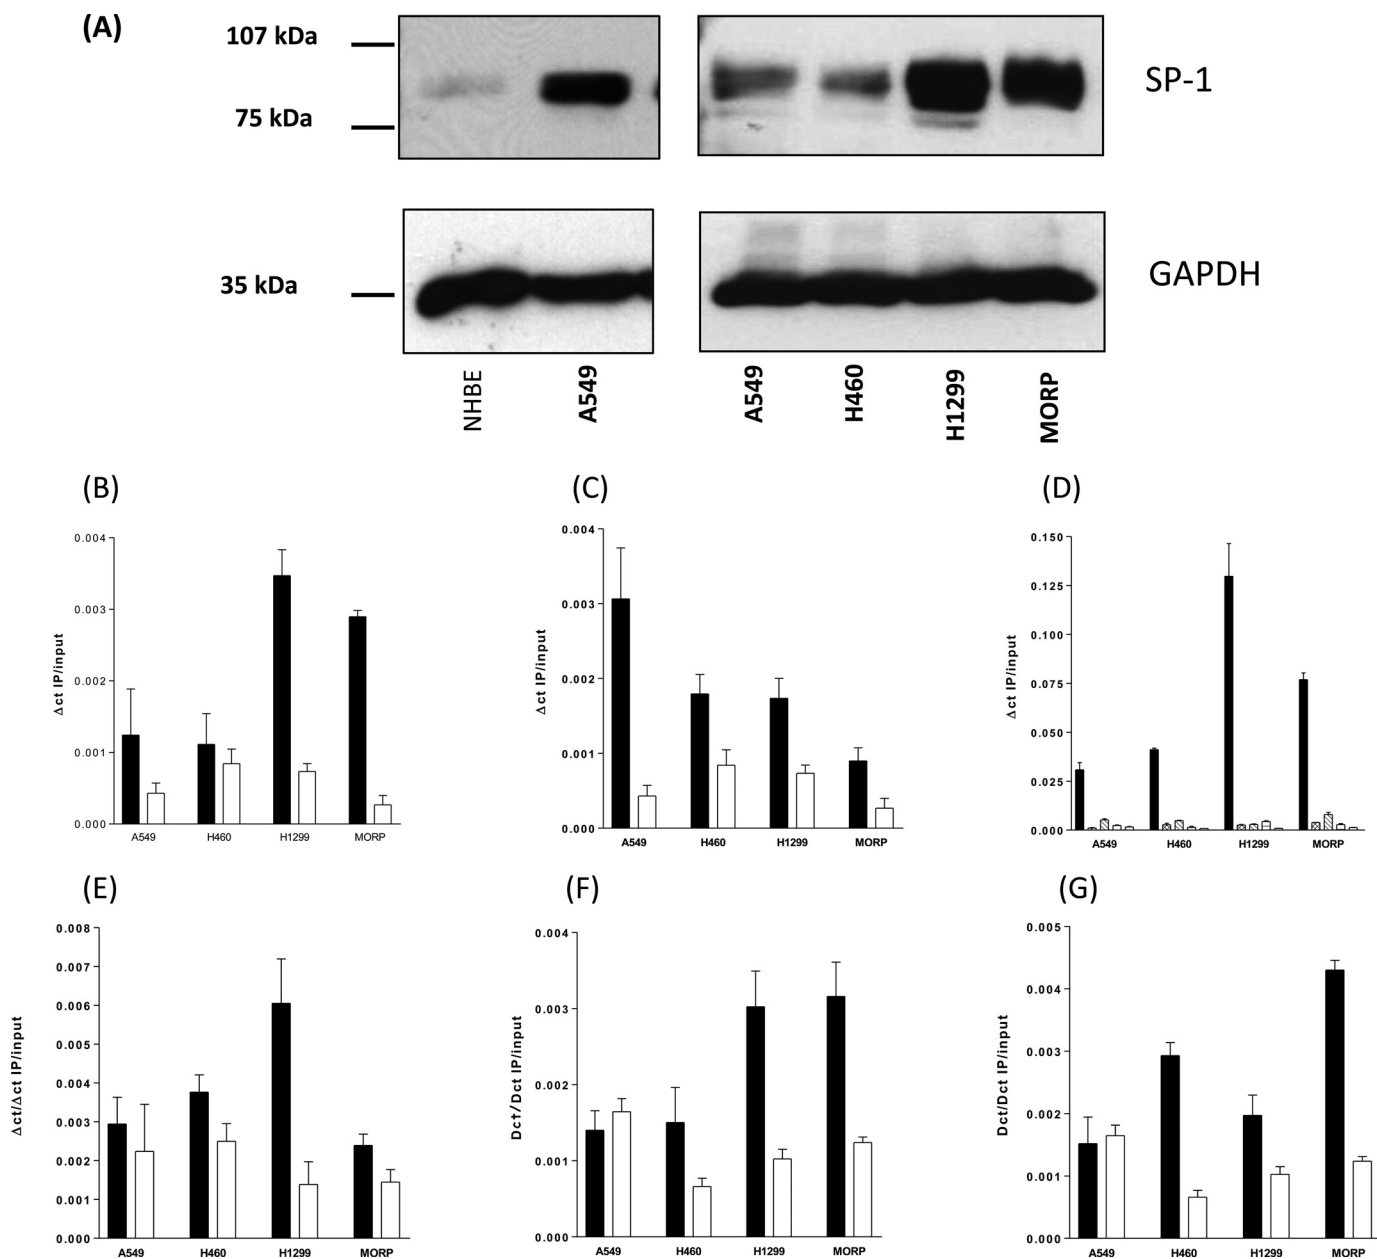 (A)
107 kDa
75 kDa
SP-1
35 kDa
GAPDH
NHBE
A549
A549
H460
H1299
MORP
(B)
Δct IP/input
0.004
0.003
0.002
0.001
0.000
A549 H460 H1299 MORP
(C)
Δct IP/input
0.004
0.003
0.002
0.001
0.000
A549 H460 H1299 MORP
(D)
Δct IP/input
0.150
0.125
0.100
0.075
0.050
0.025
0.000
A549 H460 H1299 MORP
(E)
Δct/Δct IP/input
0.008
0.007
0.006
0.005
0.004
0.003
0.002
0.001
0.000
A549 H460 H1299 MORP
(F)
Dct/Dct IP/input
0.004
0.003
0.002
0.001
0.000
A549 H460 H1299 MORP
(G)
Dct/Dct IP/input
0.005
0.004
0.003
0.002
0.001
0.000
A549 H460 H1299 MORP